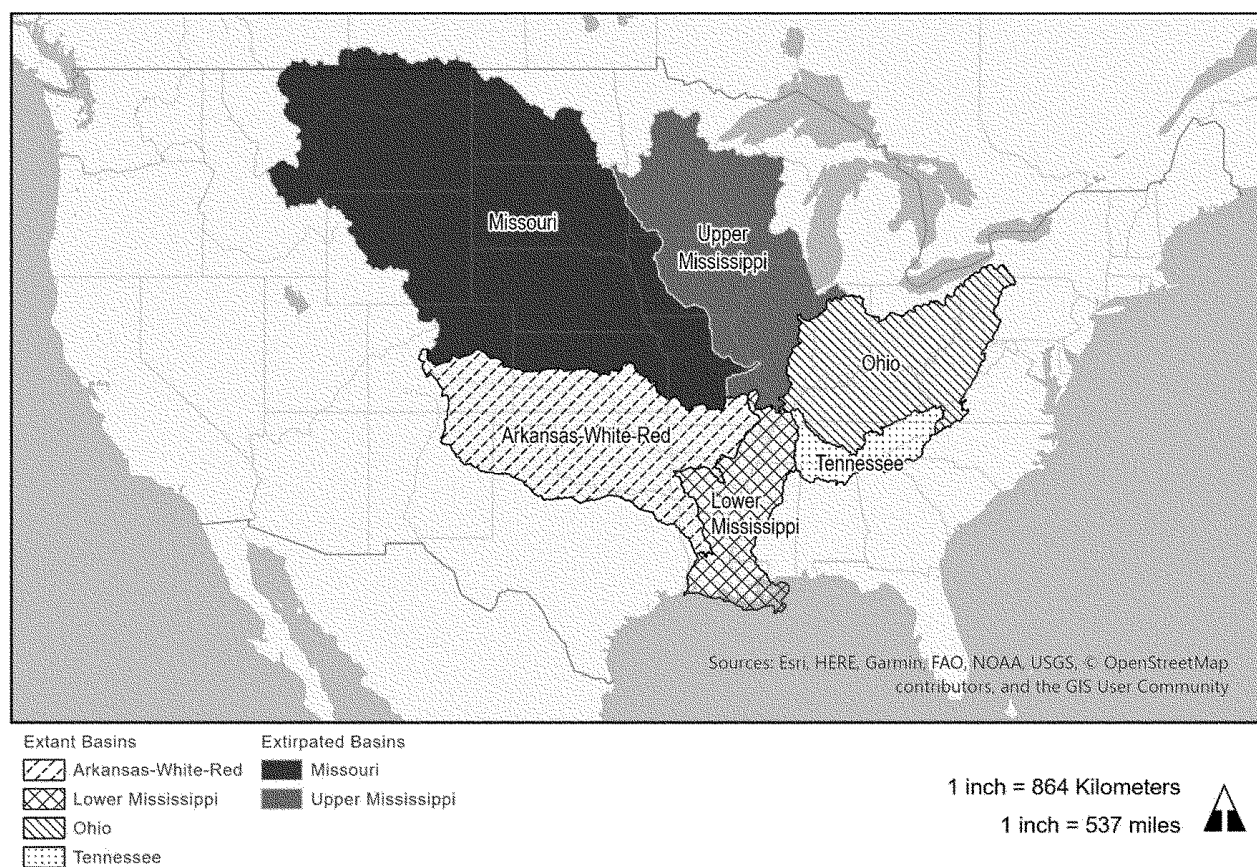 Missouri
Upper
Mississippi
Ohio
Arkansas-White-Red
Tennessee
Lower
Mississippi
Sources: Esri, HERE, Garmin, FAO, NOAA, USGS, © OpenStreetMap
contributors, and the GIS User Community
Extant Basins
Arkansas-White-Red
Lower Mississippi
Ohio
Tennessee
Extirpated Basins
Missouri
Upper Mississippi
1 inch = 864 Kilometers
1 inch = 537 miles